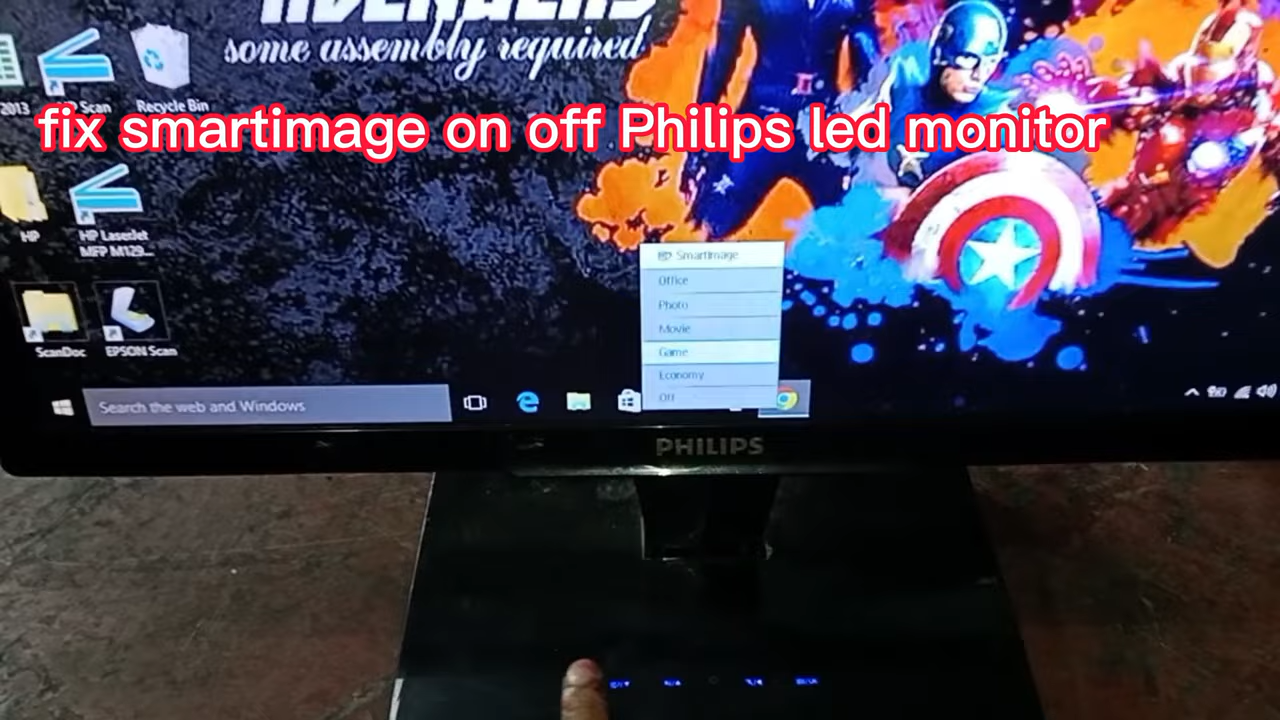 AVENGERS
some assembly required
2013
Scan
Recycle Bin
fix smartimage on off Philips led monitor
HP
HP LaserJet
MFP M129...
SmartImage
Office
Photo
Movie
Game
Economy
Off
ScanDoc
EPSON Scan
Search the web and Windows
PHILIPS